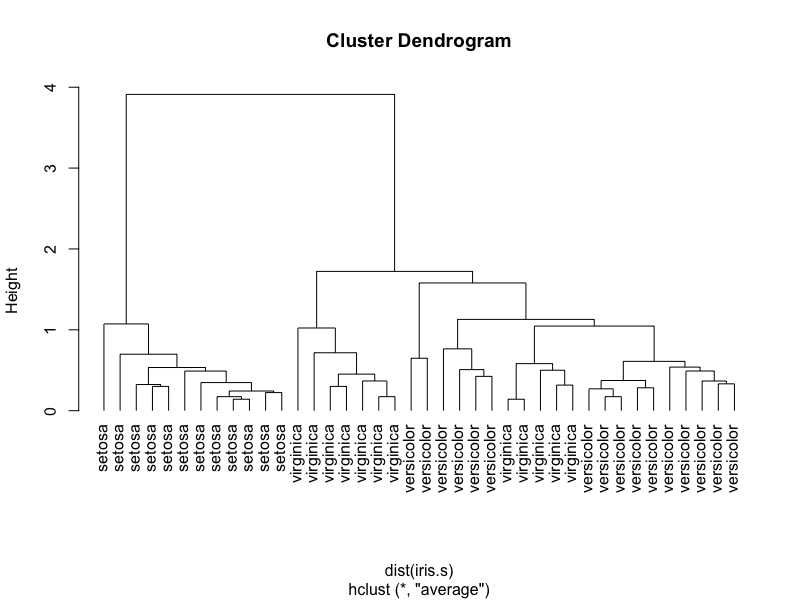 Cluster Dendrogram
Height
4
3
2
1
0
setosa
setosa
setosa
setosa
setosa
setosa
setosa
setosa
setosa
setosa
setosa
setosa
virginica
virginica
virginica
virginica
virginica
virginica
virginica
versicolor
versicolor
versicolor
versicolor
versicolor
versicolor
virginica
virginica
virginica
virginica
virginica
versicolor
versicolor
versicolor
versicolor
versicolor
versicolor
versicolor
versicolor
versicolor
versicolor
dist(iris.s)
hclust (*, "average")